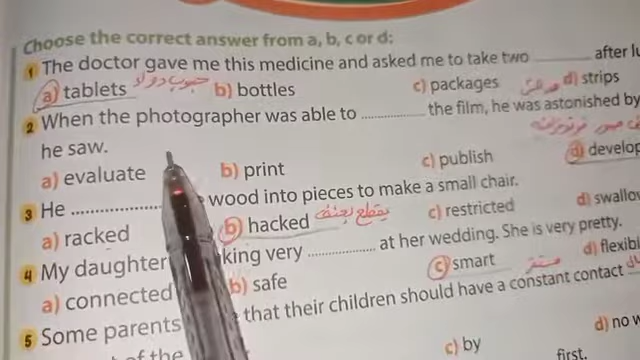 Choose the correct answer from a, b, c or d:
1 The doctor gave me this medicine and asked me to take two ________ after
a) tablets حبوب دواء b) bottles c) packages d) strips
2 When the photographer was able to .............. the film, he was astonished by
he saw.
a) evaluate b) print c) publish d) develop
3 He .................... wood into pieces to make a small chair.
a) racked b) hacked c) restricted d)
4 My daughter king very .............. at her wedding. She is very pretty.
a) connected b) safe c) smart d)
5 Some parents that their children should have a constant contact
of the c) by d) no
first.